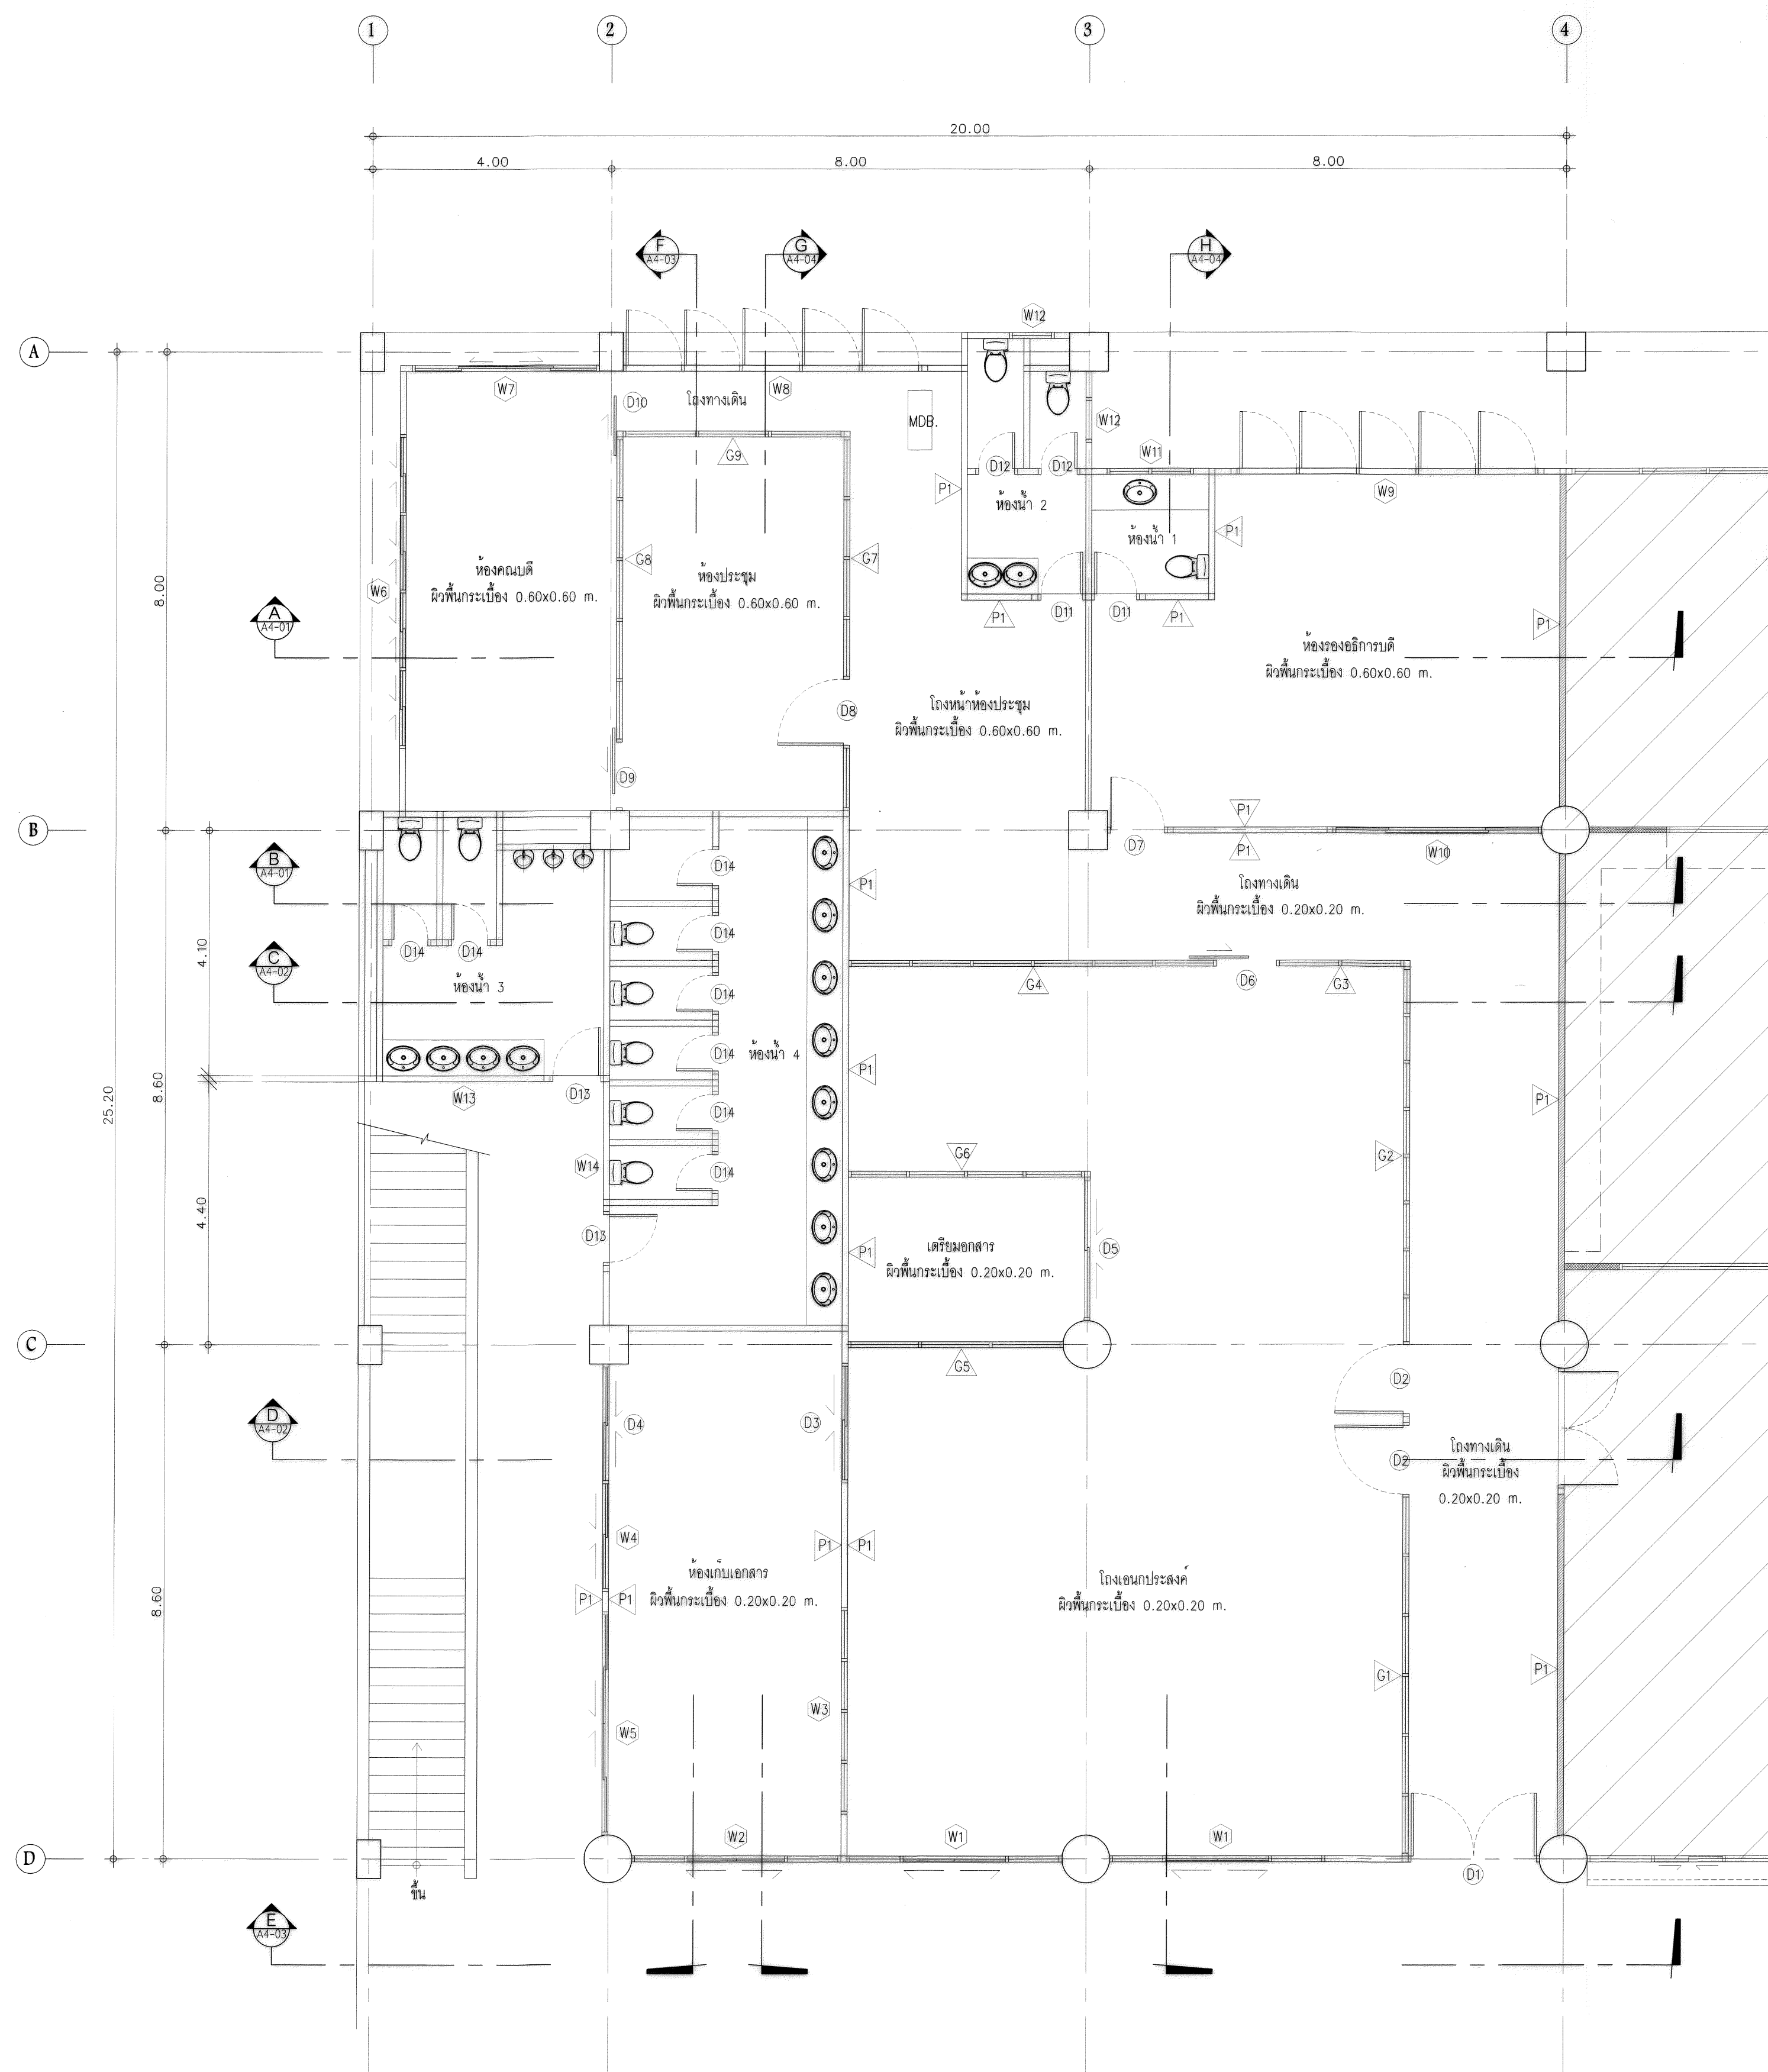 1 2 3 4
20.00
4.00 8.00 8.00
F G H
A4-03 A4-04 A4-04
W12
A
W7 W8
D10 โถงทางเดิน
MDB.
W12
G9
W11
D12 D12
P1
W9
ห้องน้ำ 2
P1
ห้องน้ำ 1
G8 G7
ห้องคณบดี
ผิวพื้นกระเบื้อง 0.60x0.60 m.
ห้องประชุม
ผิวพื้นกระเบื้อง 0.60x0.60 m.
W6
8.00
A
A4-01
P1 D11 D11 P1
P1
ห้องรองอธิการบดี
ผิวพื้นกระเบื้อง 0.60x0.60 m.
โถงหน้าห้องประชุม
ผิวพื้นกระเบื้อง 0.60x0.60 m.
D8
D9
P1
B
D7 P1 W10
B
A4-01
D14
P1
โถงทางเดิน
ผิวพื้นกระเบื้อง 0.20x0.20 m.
D14
D14 D14
4.10
C
A4-02
ห้องน้ำ 3
D14
G4 D6 G3
D14
ห้องน้ำ 4
P1
8.60
25.20
W13 D13
D14
P1
G6
G2
W14
D14
4.40
D13
P1
เตรียมอกสาร
ผิวพื้นกระเบื้อง 0.20x0.20 m.
D5
C
G5
D2
D
A4-02
D4 D3
D2
โถงทางเดิน
ผิวพื้นกระเบื้อง
0.20x0.20 m.
W4
P1 P1
ห้องเก็บเอกสาร
ผิวพื้นกระเบื้อง 0.20x0.20 m.
P1 P1
โถงเอนกประสงค์
ผิวพื้นกระเบื้อง 0.20x0.20 m.
8.60
G1
P1
W3
W5
W2 W1 W1
D
D1
ขึ้น
E
A4-03